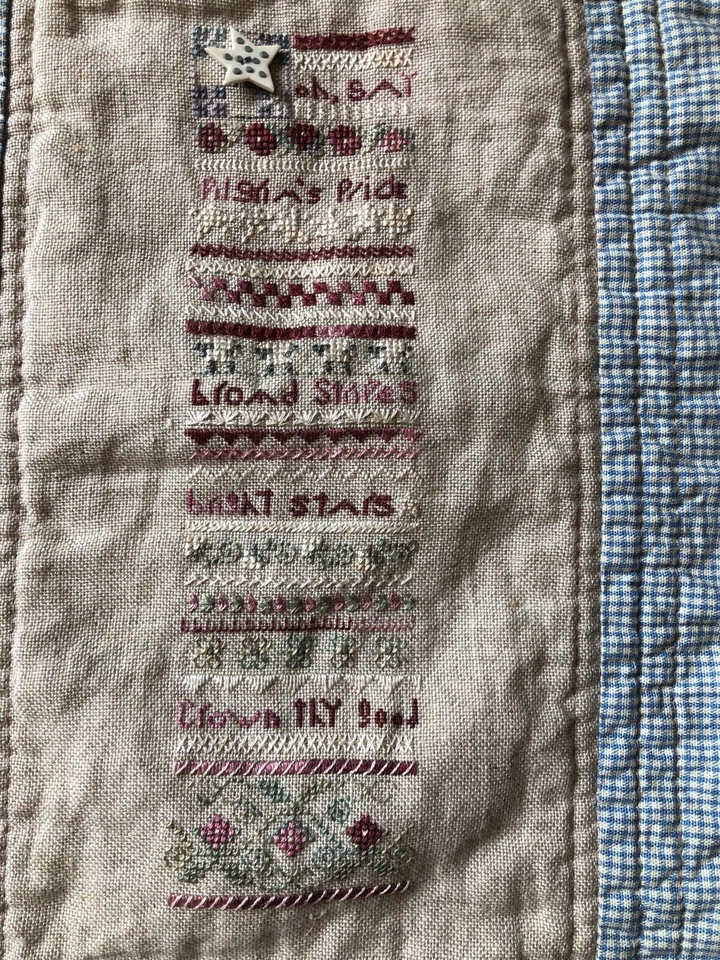 oh, SAY
PilGrim's Pride
broad STriPeS
brighT STArS
Crown THY Good